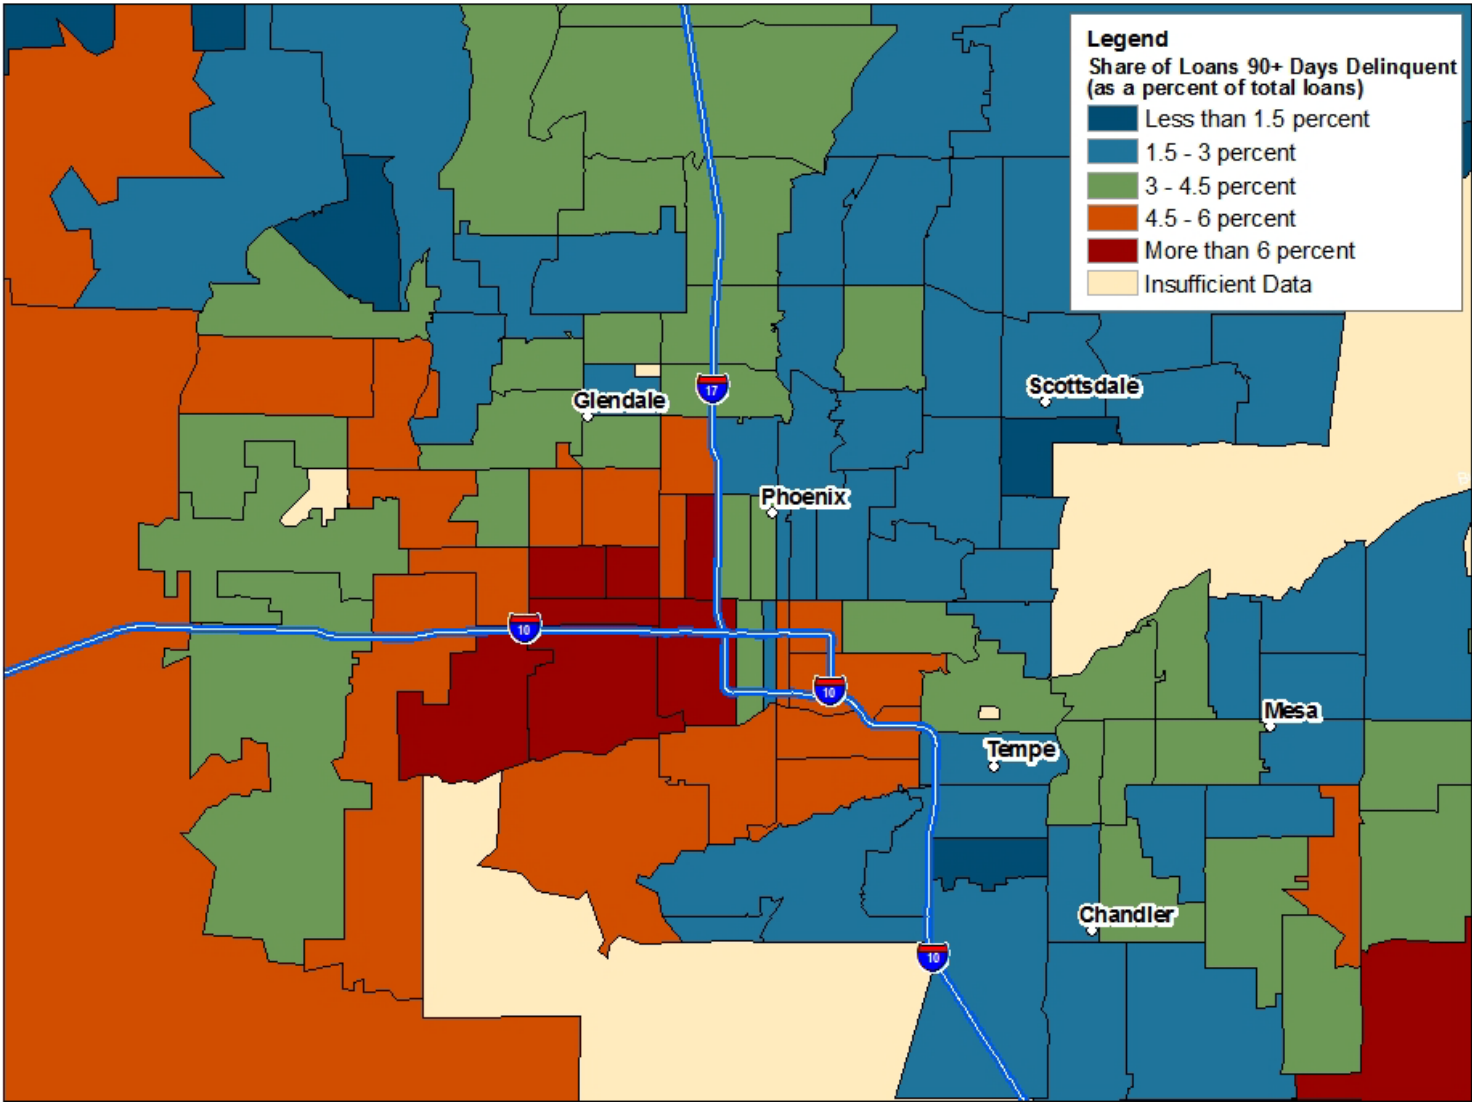 Legend
Share of Loans 90+ Days Delinquent
(as a percent of total loans)
Less than 1.5 percent
1.5 - 3 percent
3 - 4.5 percent
4.5 - 6 percent
More than 6 percent
Insufficient Data
17
Scottsdale
Glendale
Phoenix
10
10
Mesa
Tempe
Chandler
10